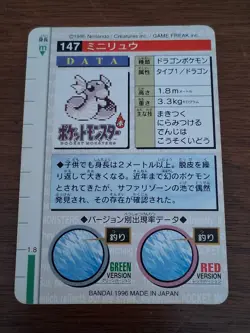 ©1996 Nintendo, Creatures inc., GAME FREAK inc.
147 ミニリュウ
DATA
種類 ドラゴンポケモン
属性 タイプ1/ドラゴン
高さ 1.8m
重さ 3.3kg
まきつく
にらみつける
でんじは
こうそくいどう
ポケットモンスター
POCKET MONSTERS
●子供でも身長は2メートル以上。脱皮を
繰り返して大きくなる。近年まで幻のポケモン
だったが、サファリゾーンの池で偶然
発見され、その存在が確認された。
●バージョン別出現率データ●
釣り
釣り
GREEN
VERSION
RED
VERSION
1.8
BANDAI 1996 MADE IN JAPAN